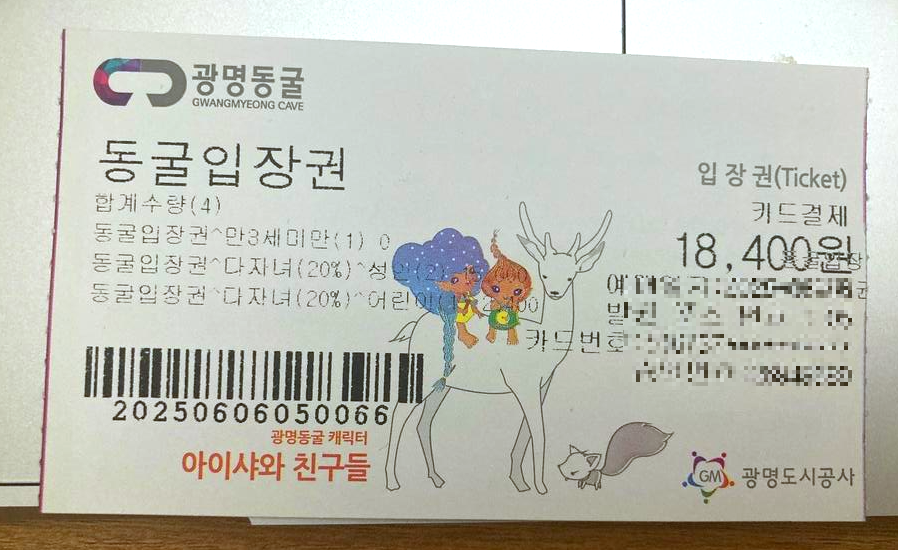 광명동굴
GWANGMYEONG CAVE
동굴입장권
합계수량(4)
동굴입장권^만3세미만(1) 0
동굴입장권^다자녀(20%)^성인(2)
동굴입장권^다자녀(20%)^어린이
20250606050066
광명동굴 캐릭터
아이샤와 친구들
입장권(Ticket)
카드결제
18,400원
카드번호
GM 광명도시공사